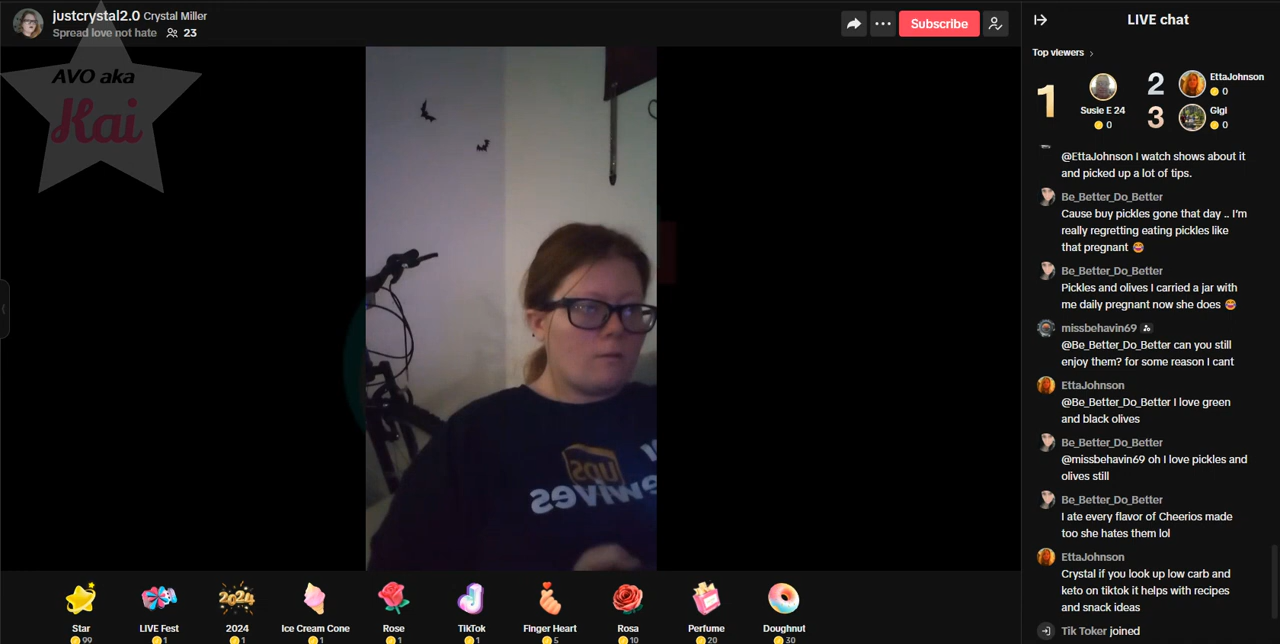 justcrystal2.0 Crystal Miller
Spread love not hate 23
Subscribe
AVO aka
Kai
ups
wives
Star
99
LIVE Fest
1
2024
2024
1
Ice Cream Cone
1
Rose
1
TikTok
1
Finger Heart
5
Rosa
10
Perfume
20
Doughnut
30
LIVE chat
Top viewers
1
Susie E 24
0
2
EttaJohnson
0
3
Gigi
0
@EttaJohnson I watch shows about it
and picked up a lot of tips.
Be_Better_Do_Better
Cause buy pickles gone that day .. I'm
really regretting eating pickles like
that pregnant 😆
Be_Better_Do_Better
Pickles and olives I carried a jar with
me daily pregnant now she does 😆
missbehavin69
@Be_Better_Do_Better can you still
enjoy them? for some reason I cant
EttaJohnson
@Be_Better_Do_Better I love green
and black olives
Be_Better_Do_Better
@missbehavin69 oh I love pickles and
olives still
Be_Better_Do_Better
I ate every flavor of Cheerios made
too she hates them lol
EttaJohnson
Crystal if you look up low carb and
keto on tiktok it helps with recipes
and snack ideas
Tik Toker joined